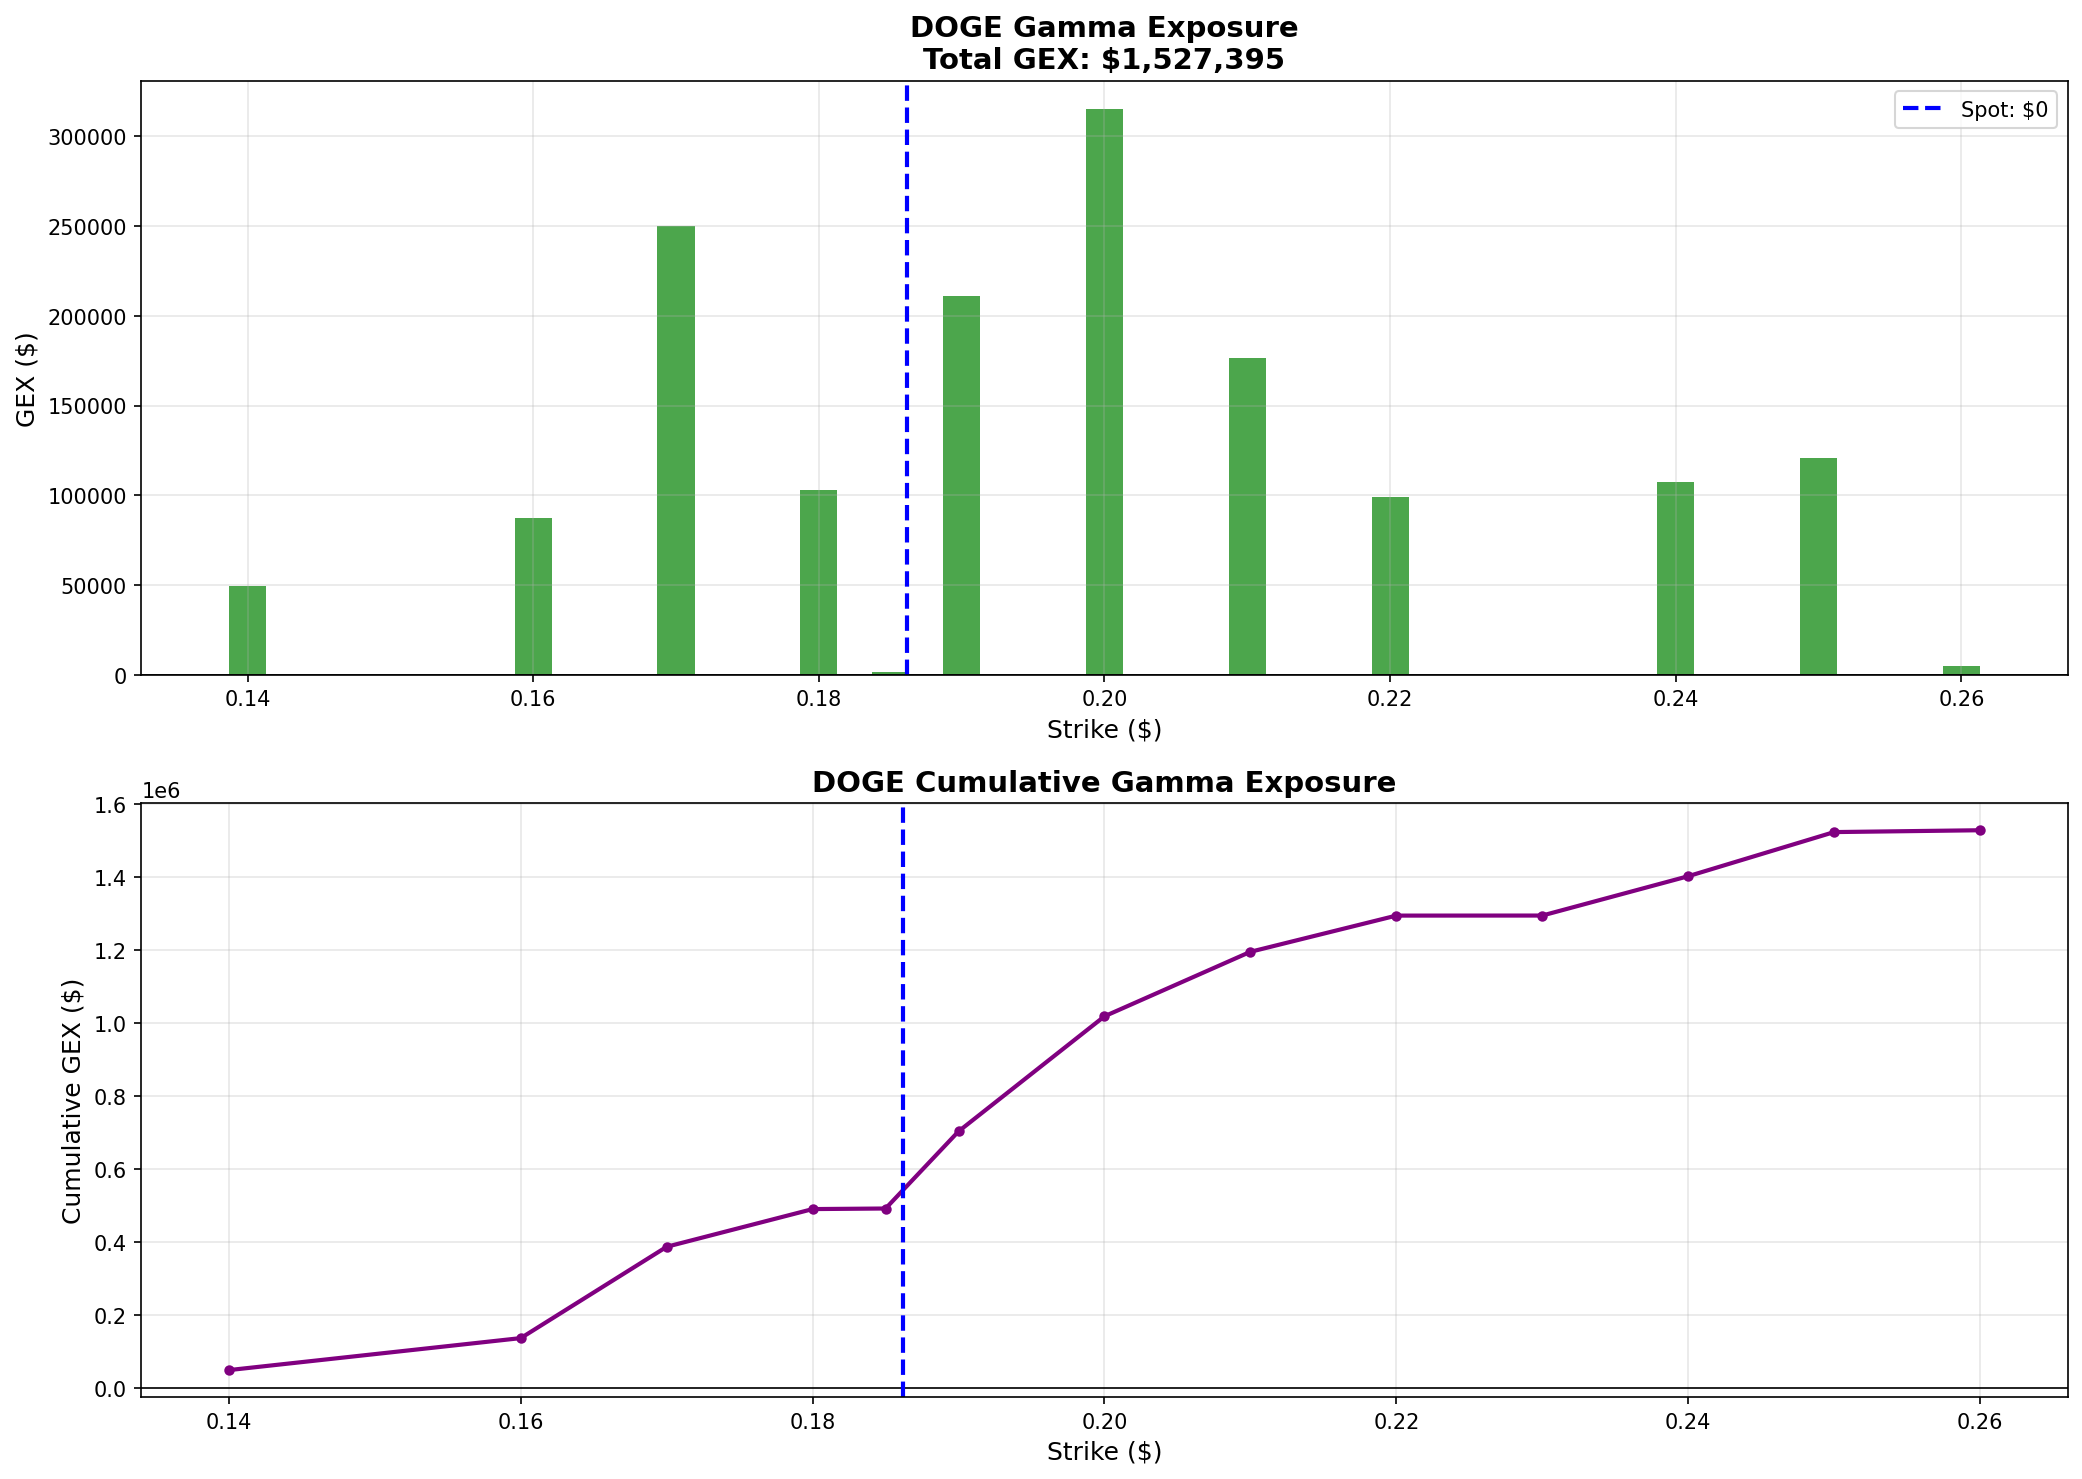 DOGE Gamma Exposure
Total GEX: $1,527,395
Spot: $0
GEX ($)
300000
250000
200000
150000
100000
50000
0
0.14 0.16 0.18 0.20 0.22 0.24 0.26
Strike ($)
DOGE Cumulative Gamma Exposure
1e6
Cumulative GEX ($)
1.6
1.4
1.2
1.0
0.8
0.6
0.4
0.2
0.0
0.14 0.16 0.18 0.20 0.22 0.24 0.26
Strike ($)